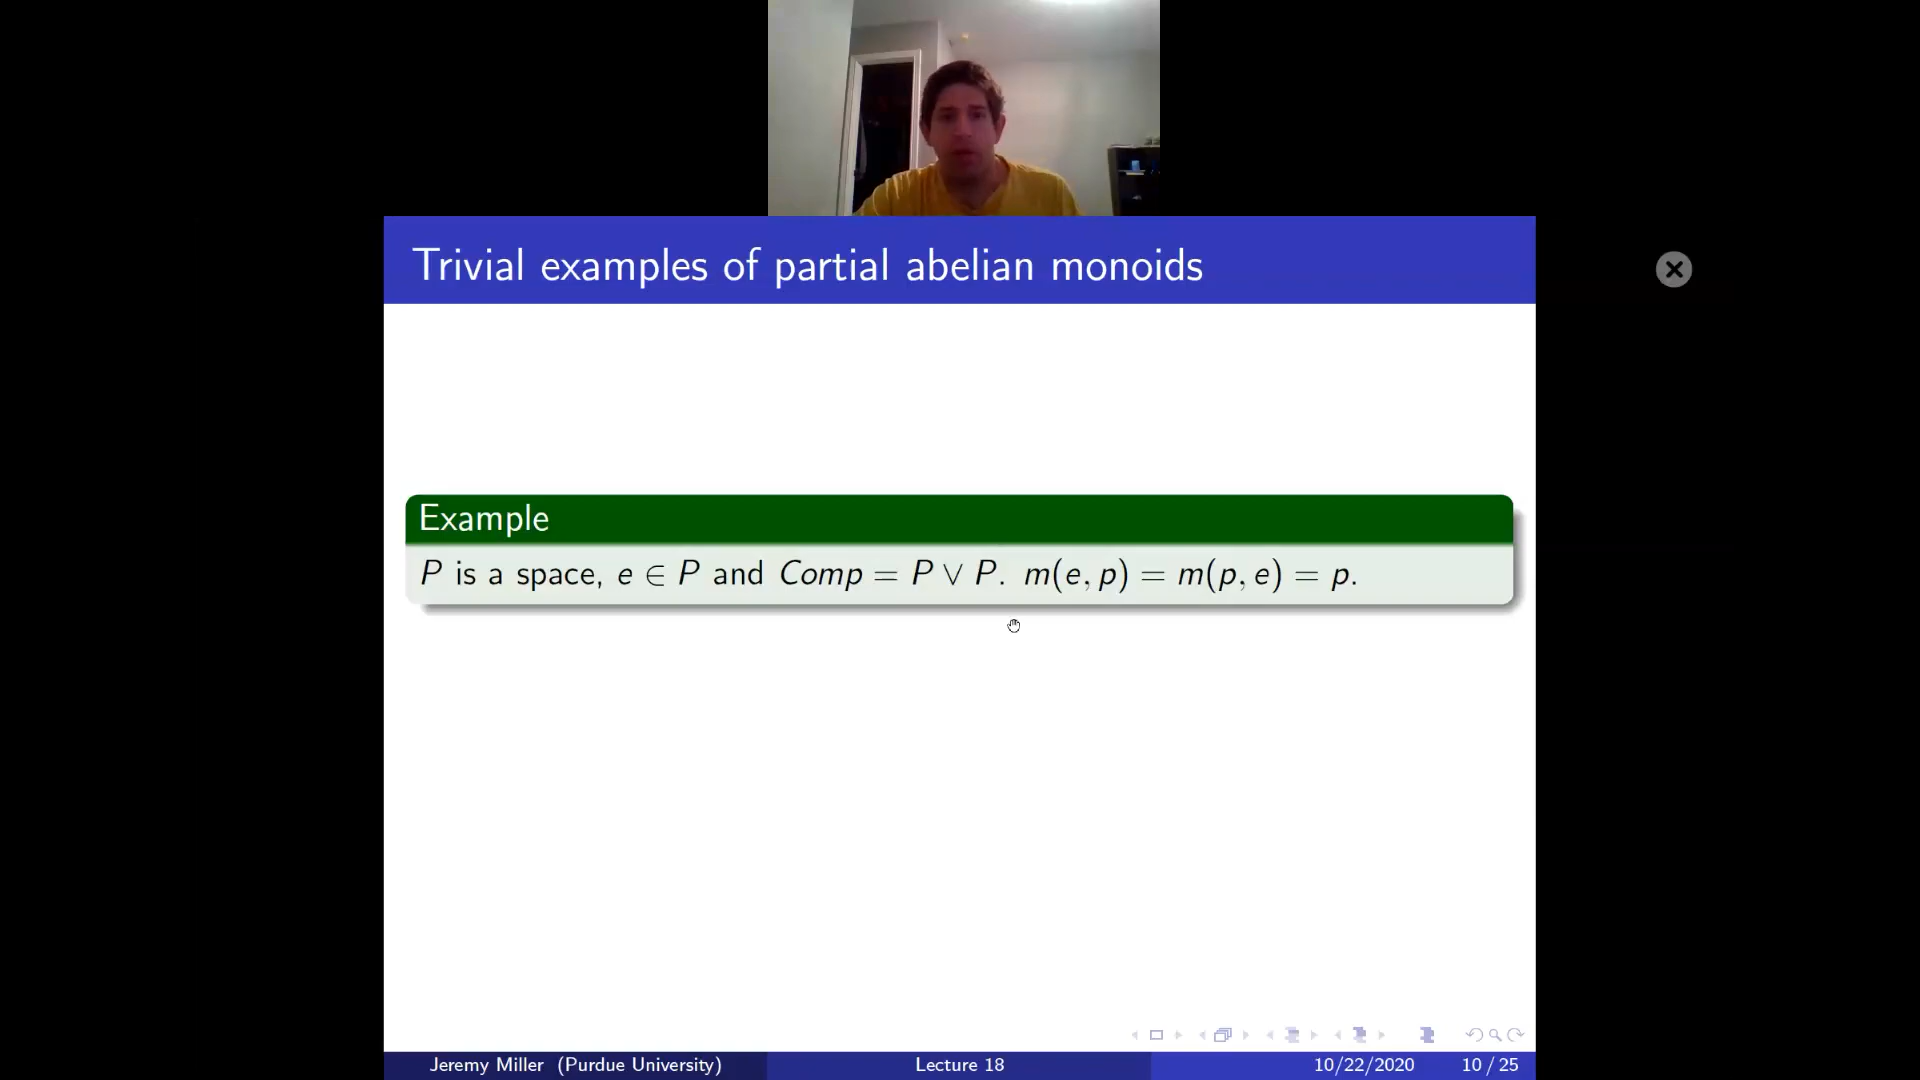 Trivial examples of partial abelian monoids
Example
P is a space, e ∈ P and Comp = P ∨ P. m(e, p) = m(p, e) = p.
Jeremy Miller (Purdue University) Lecture 18 10/22/2020 10 / 25